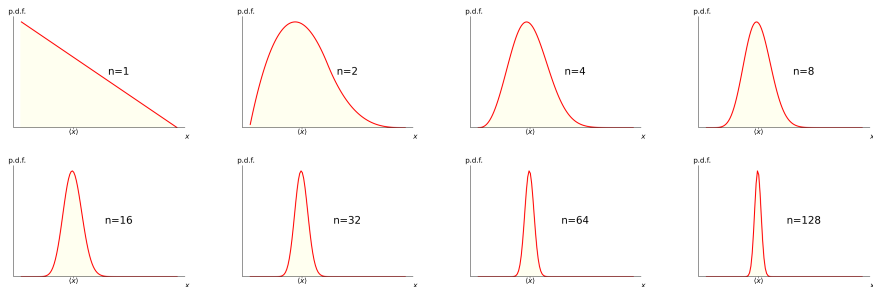 p.d.f.
n=1
⟨x⟩
x
p.d.f.
n=2
⟨x⟩
x
p.d.f.
n=4
⟨x⟩
x
p.d.f.
n=8
⟨x⟩
x
p.d.f.
n=16
⟨x⟩
x
p.d.f.
n=32
⟨x⟩
x
p.d.f.
n=64
⟨x⟩
x
p.d.f.
n=128
⟨x⟩
x